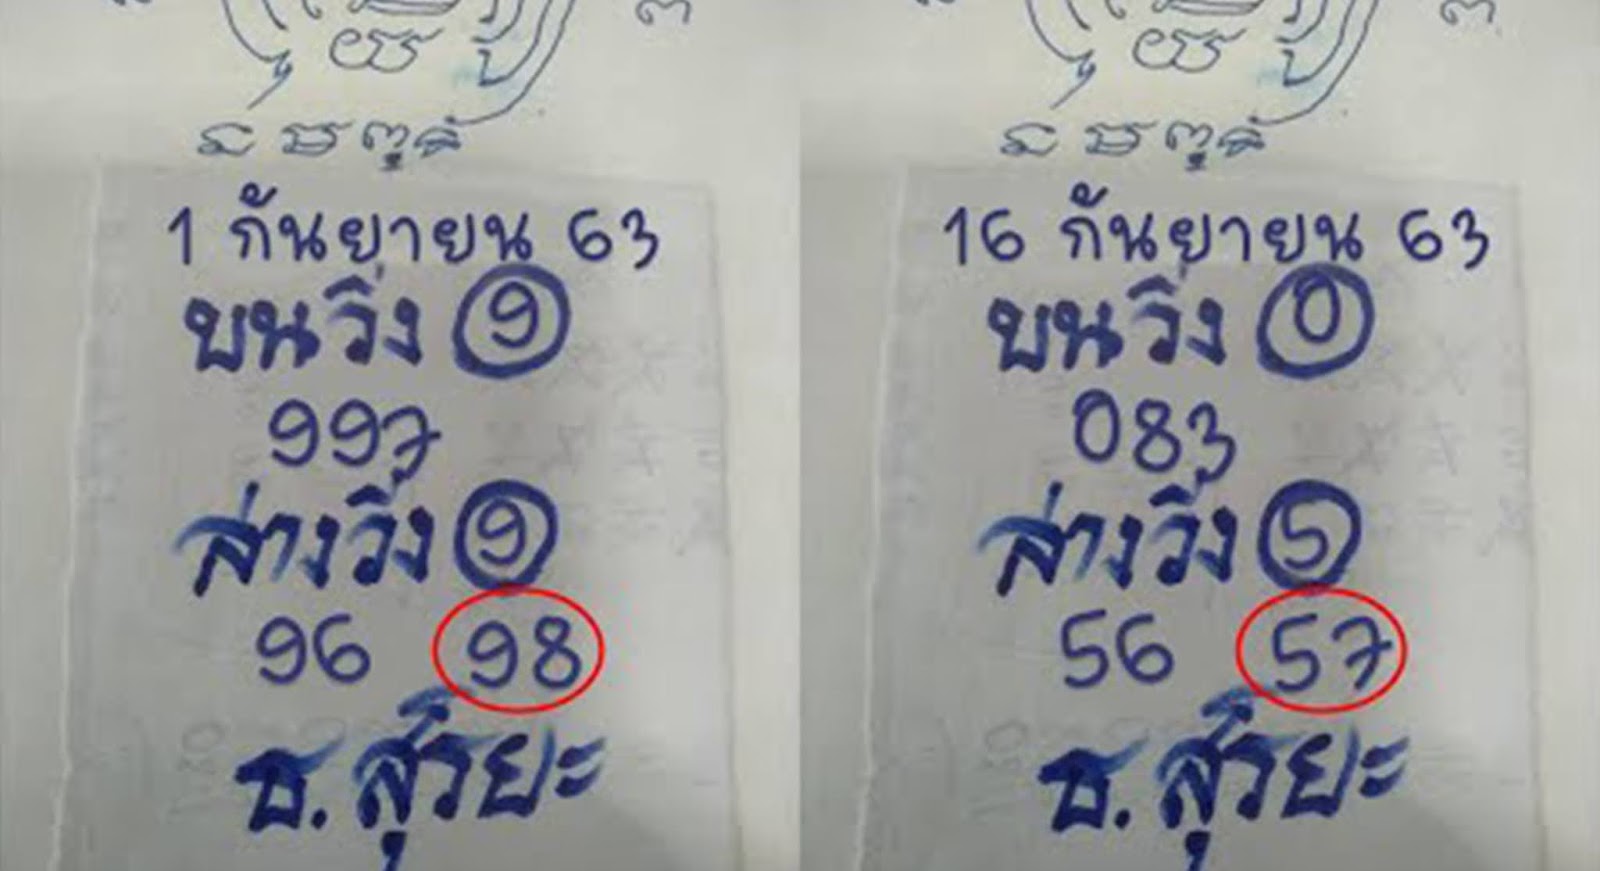 1 กันยายน 63
บนวิ่ง 9
997
ล่างวิ่ง 9
96 98
ช.สุริยะ
16 กันยายน 63
บนวิ่ง 0
083
ล่างวิ่ง 5
56 57
ช.สุริยะ